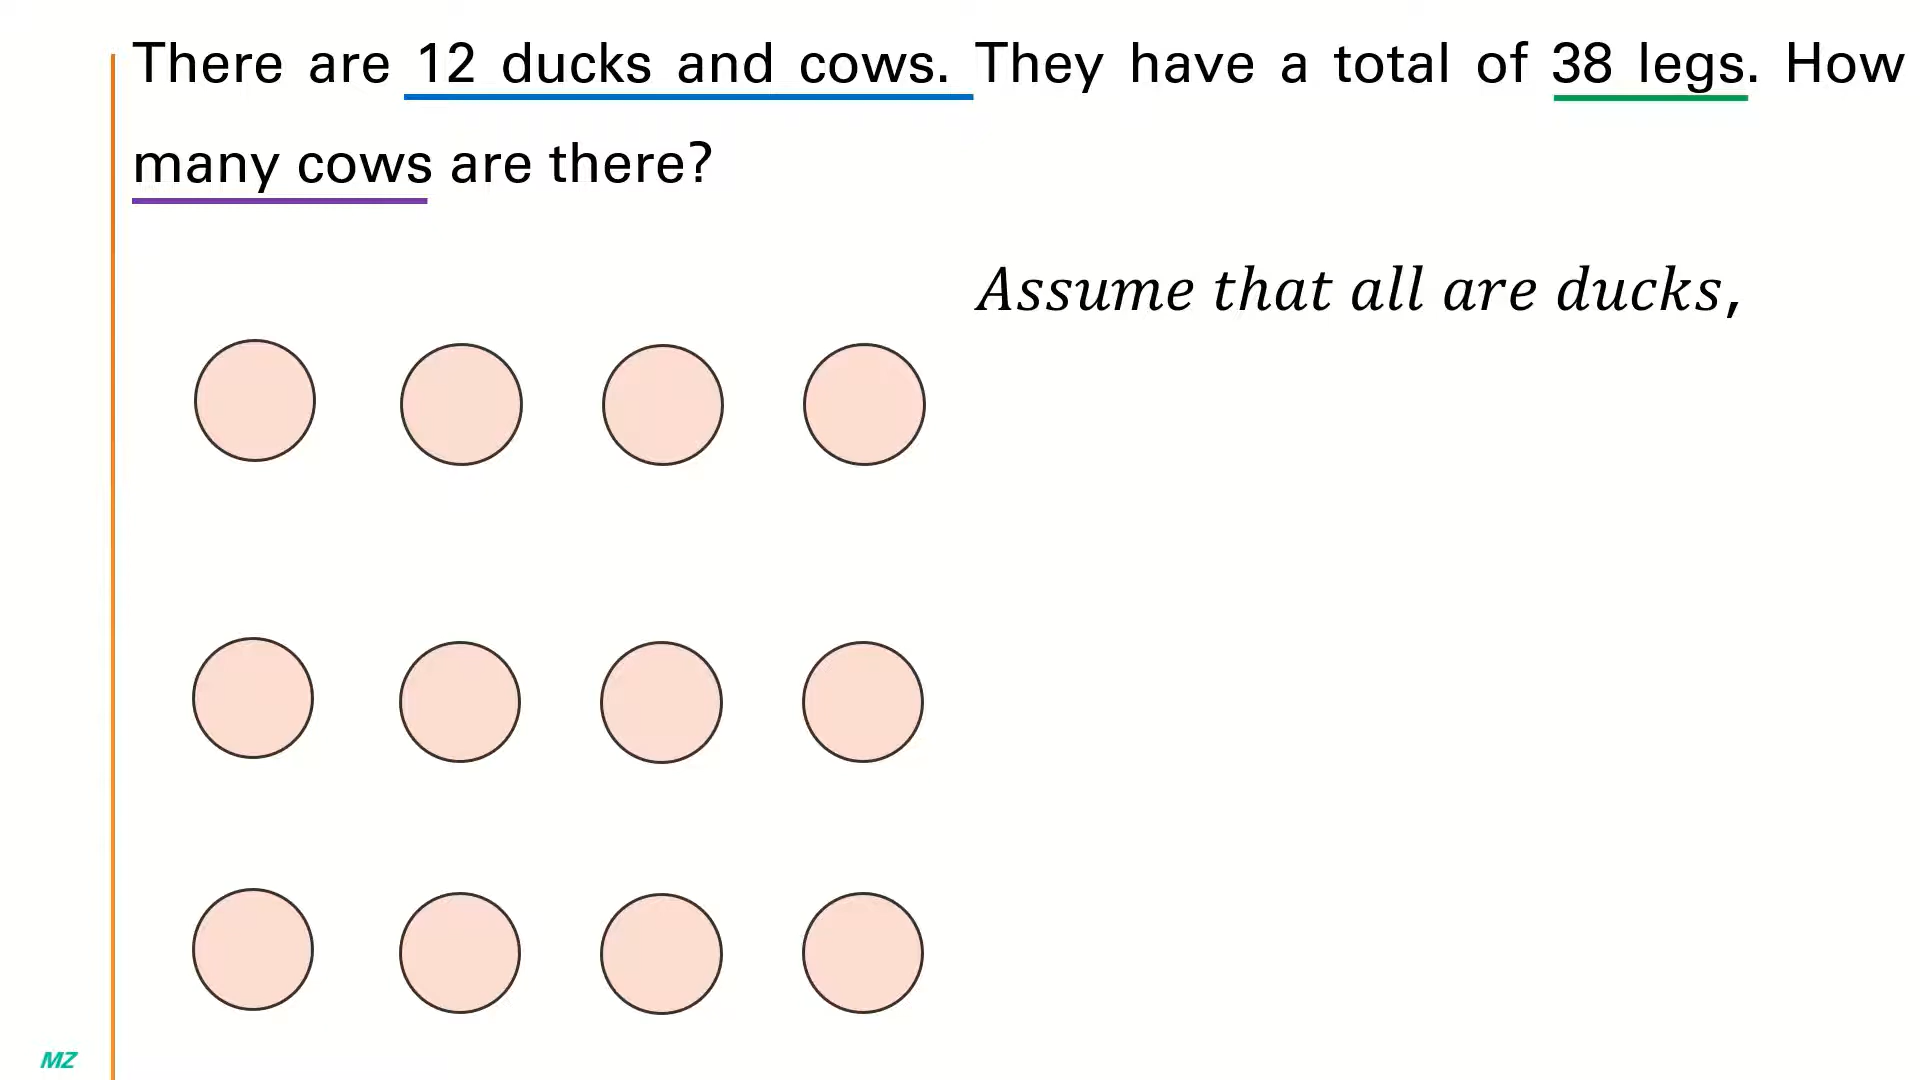 There are 12 ducks and cows. They have a total of 38 legs. How
many cows are there?
Assume that all are ducks,
MZ